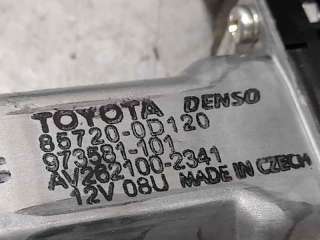 TOYOTA DENSO
85720-0D120
973581-101
AV262100-2341
12V 08U MADE IN CZECH